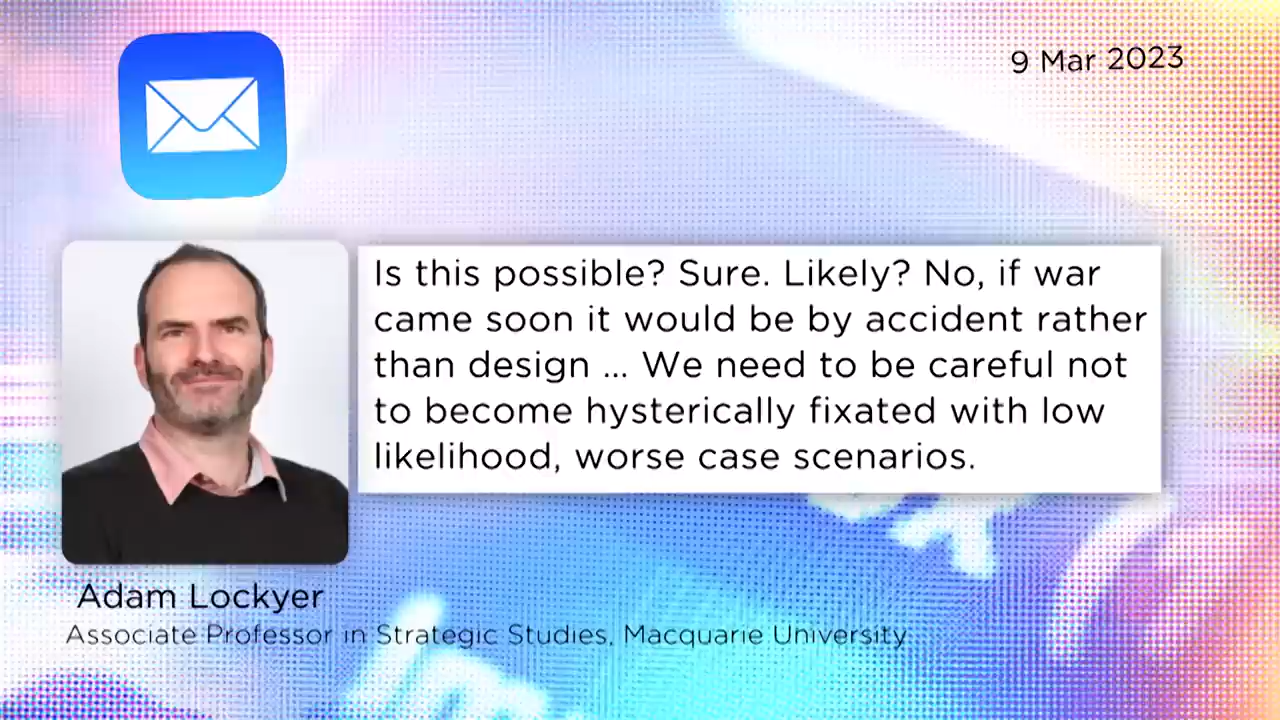 9 Mar 2023
Is this possible? Sure. Likely? No, if war
came soon it would be by accident rather
than design ... We need to be careful not
to become hysterically fixated with low
likelihood, worse case scenarios.
Adam Lockyer
Associate Professor in Strategic Studies, Macquarie University